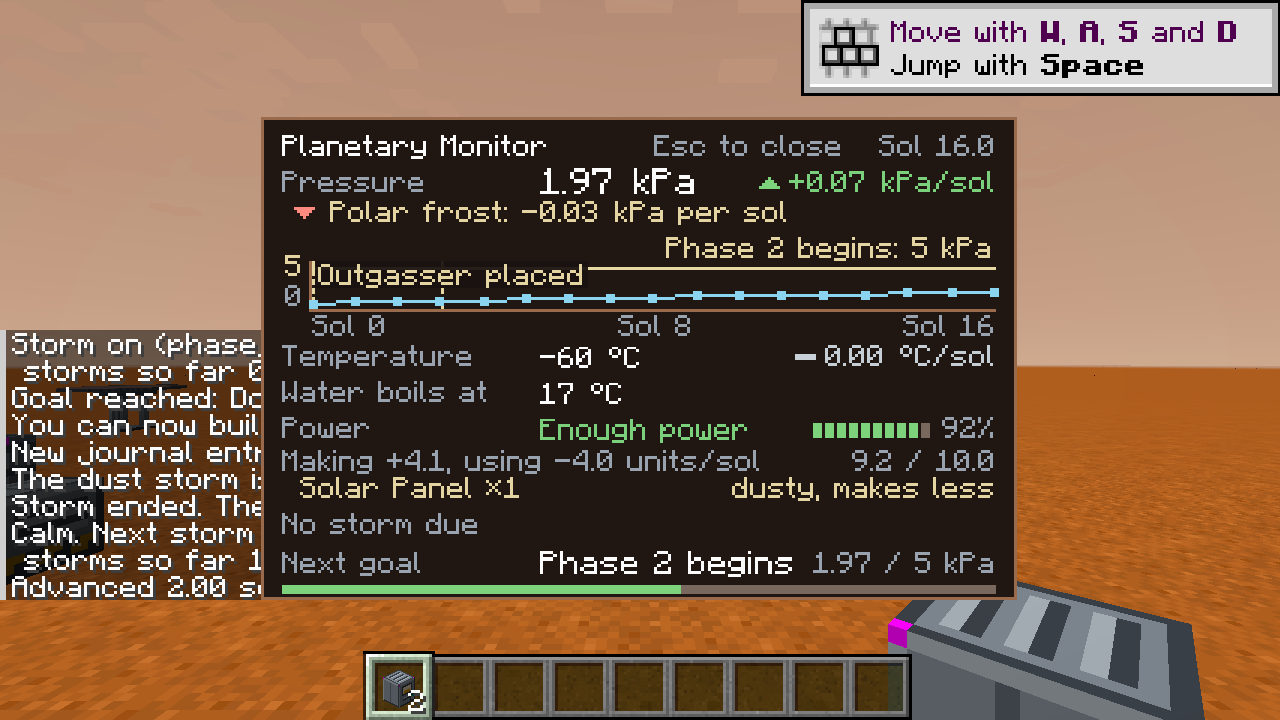 Move with W, A, S and D
Jump with Space
Planetary Monitor Esc to close Sol 16.0
Pressure 1.97 kPa +0.07 kPa/sol
Polar frost: -0.03 kPa per sol
Phase 2 begins: 5 kPa
5
Outgasser placed
0
Sol 0 Sol 8 Sol 16
Temperature -60 °C 0.00 °C/sol
Water boils at 17 °C
Power Enough power 92%
Making +4.1, using -4.0 units/sol 9.2 / 10.0
Solar Panel ×1 dusty, makes less
No storm due
Next goal Phase 2 begins 1.97 / 5 kPa
Storm on (phase
storms so far
Goal reached:
You can now
New journal
The dust storm
Storm ended. The
Calm. Next storm
storms so far 1
Advanced 2.00
2